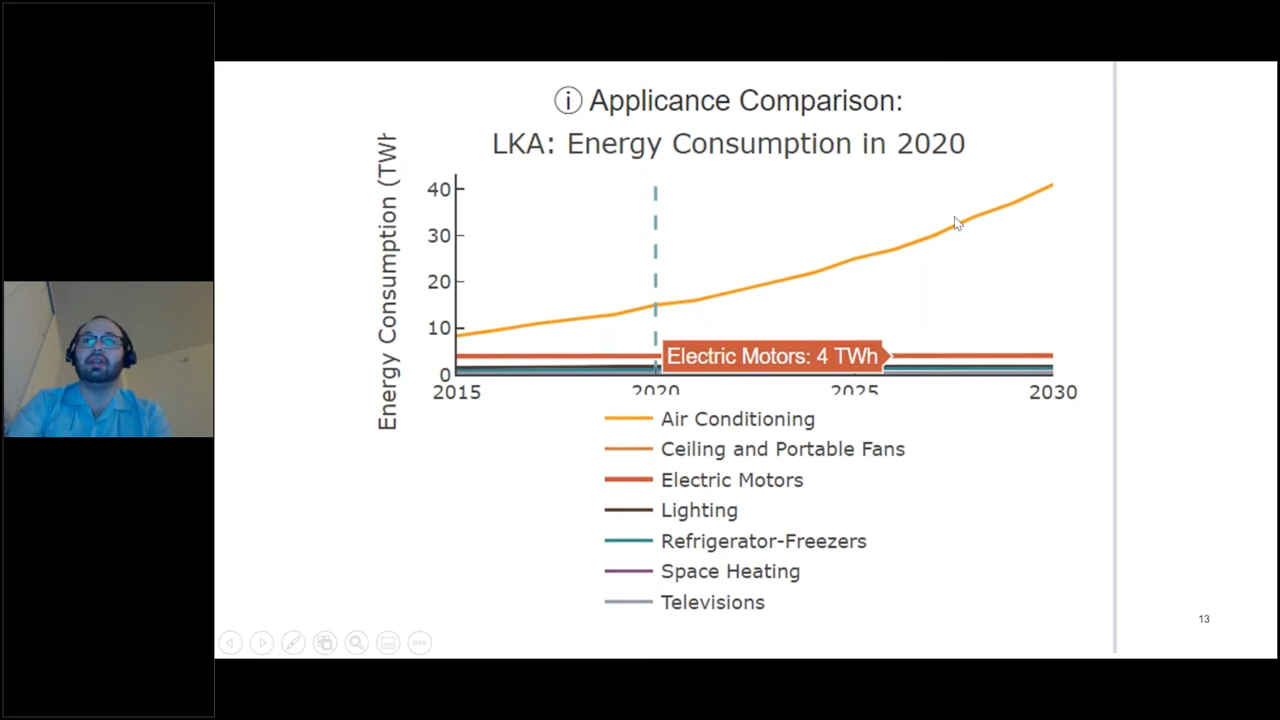 ⓘ Applicance Comparison:
LKA: Energy Consumption in 2020
Energy Consumption (TWh
40
30
20
10
0
Electric Motors: 4 TWh
2015 2020 2025 2030
Air Conditioning
Ceiling and Portable Fans
Electric Motors
Lighting
Refrigerator-Freezers
Space Heating
Televisions
13